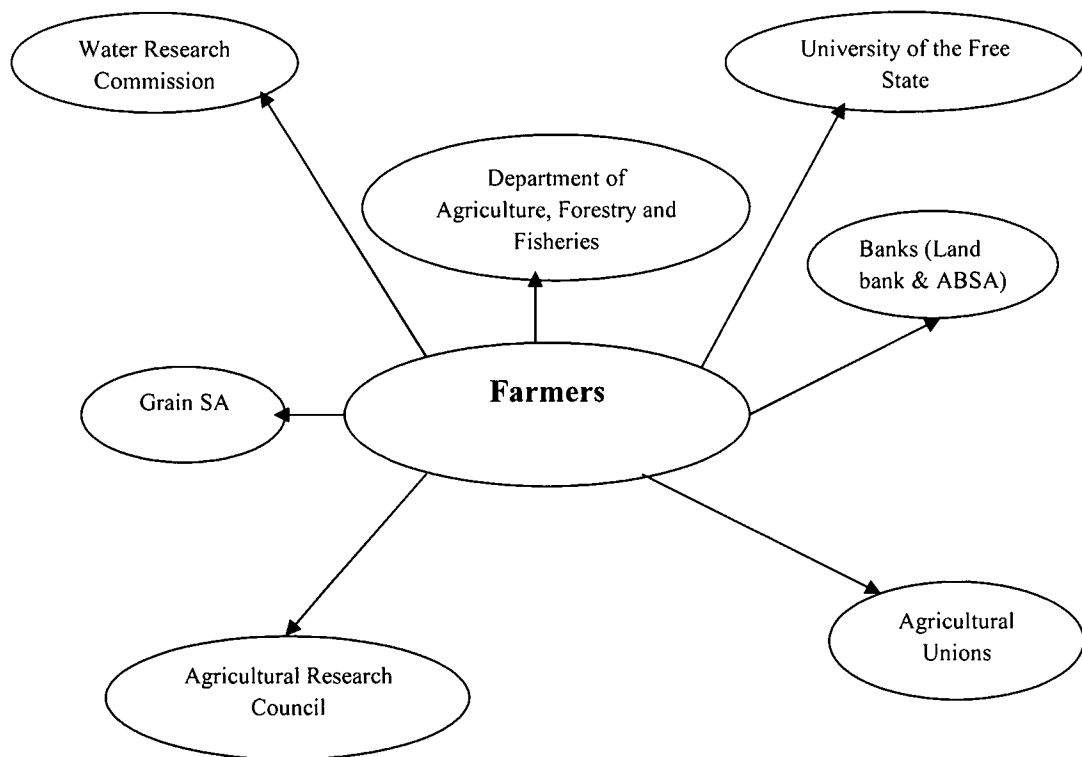 Water Research
Commission
University of the Free
State
Department of
Agriculture, Forestry and
Fisheries
Banks (Land
bank & ABSA)
Farmers
Grain SA
Agricultural Research
Council
Agricultural
Unions